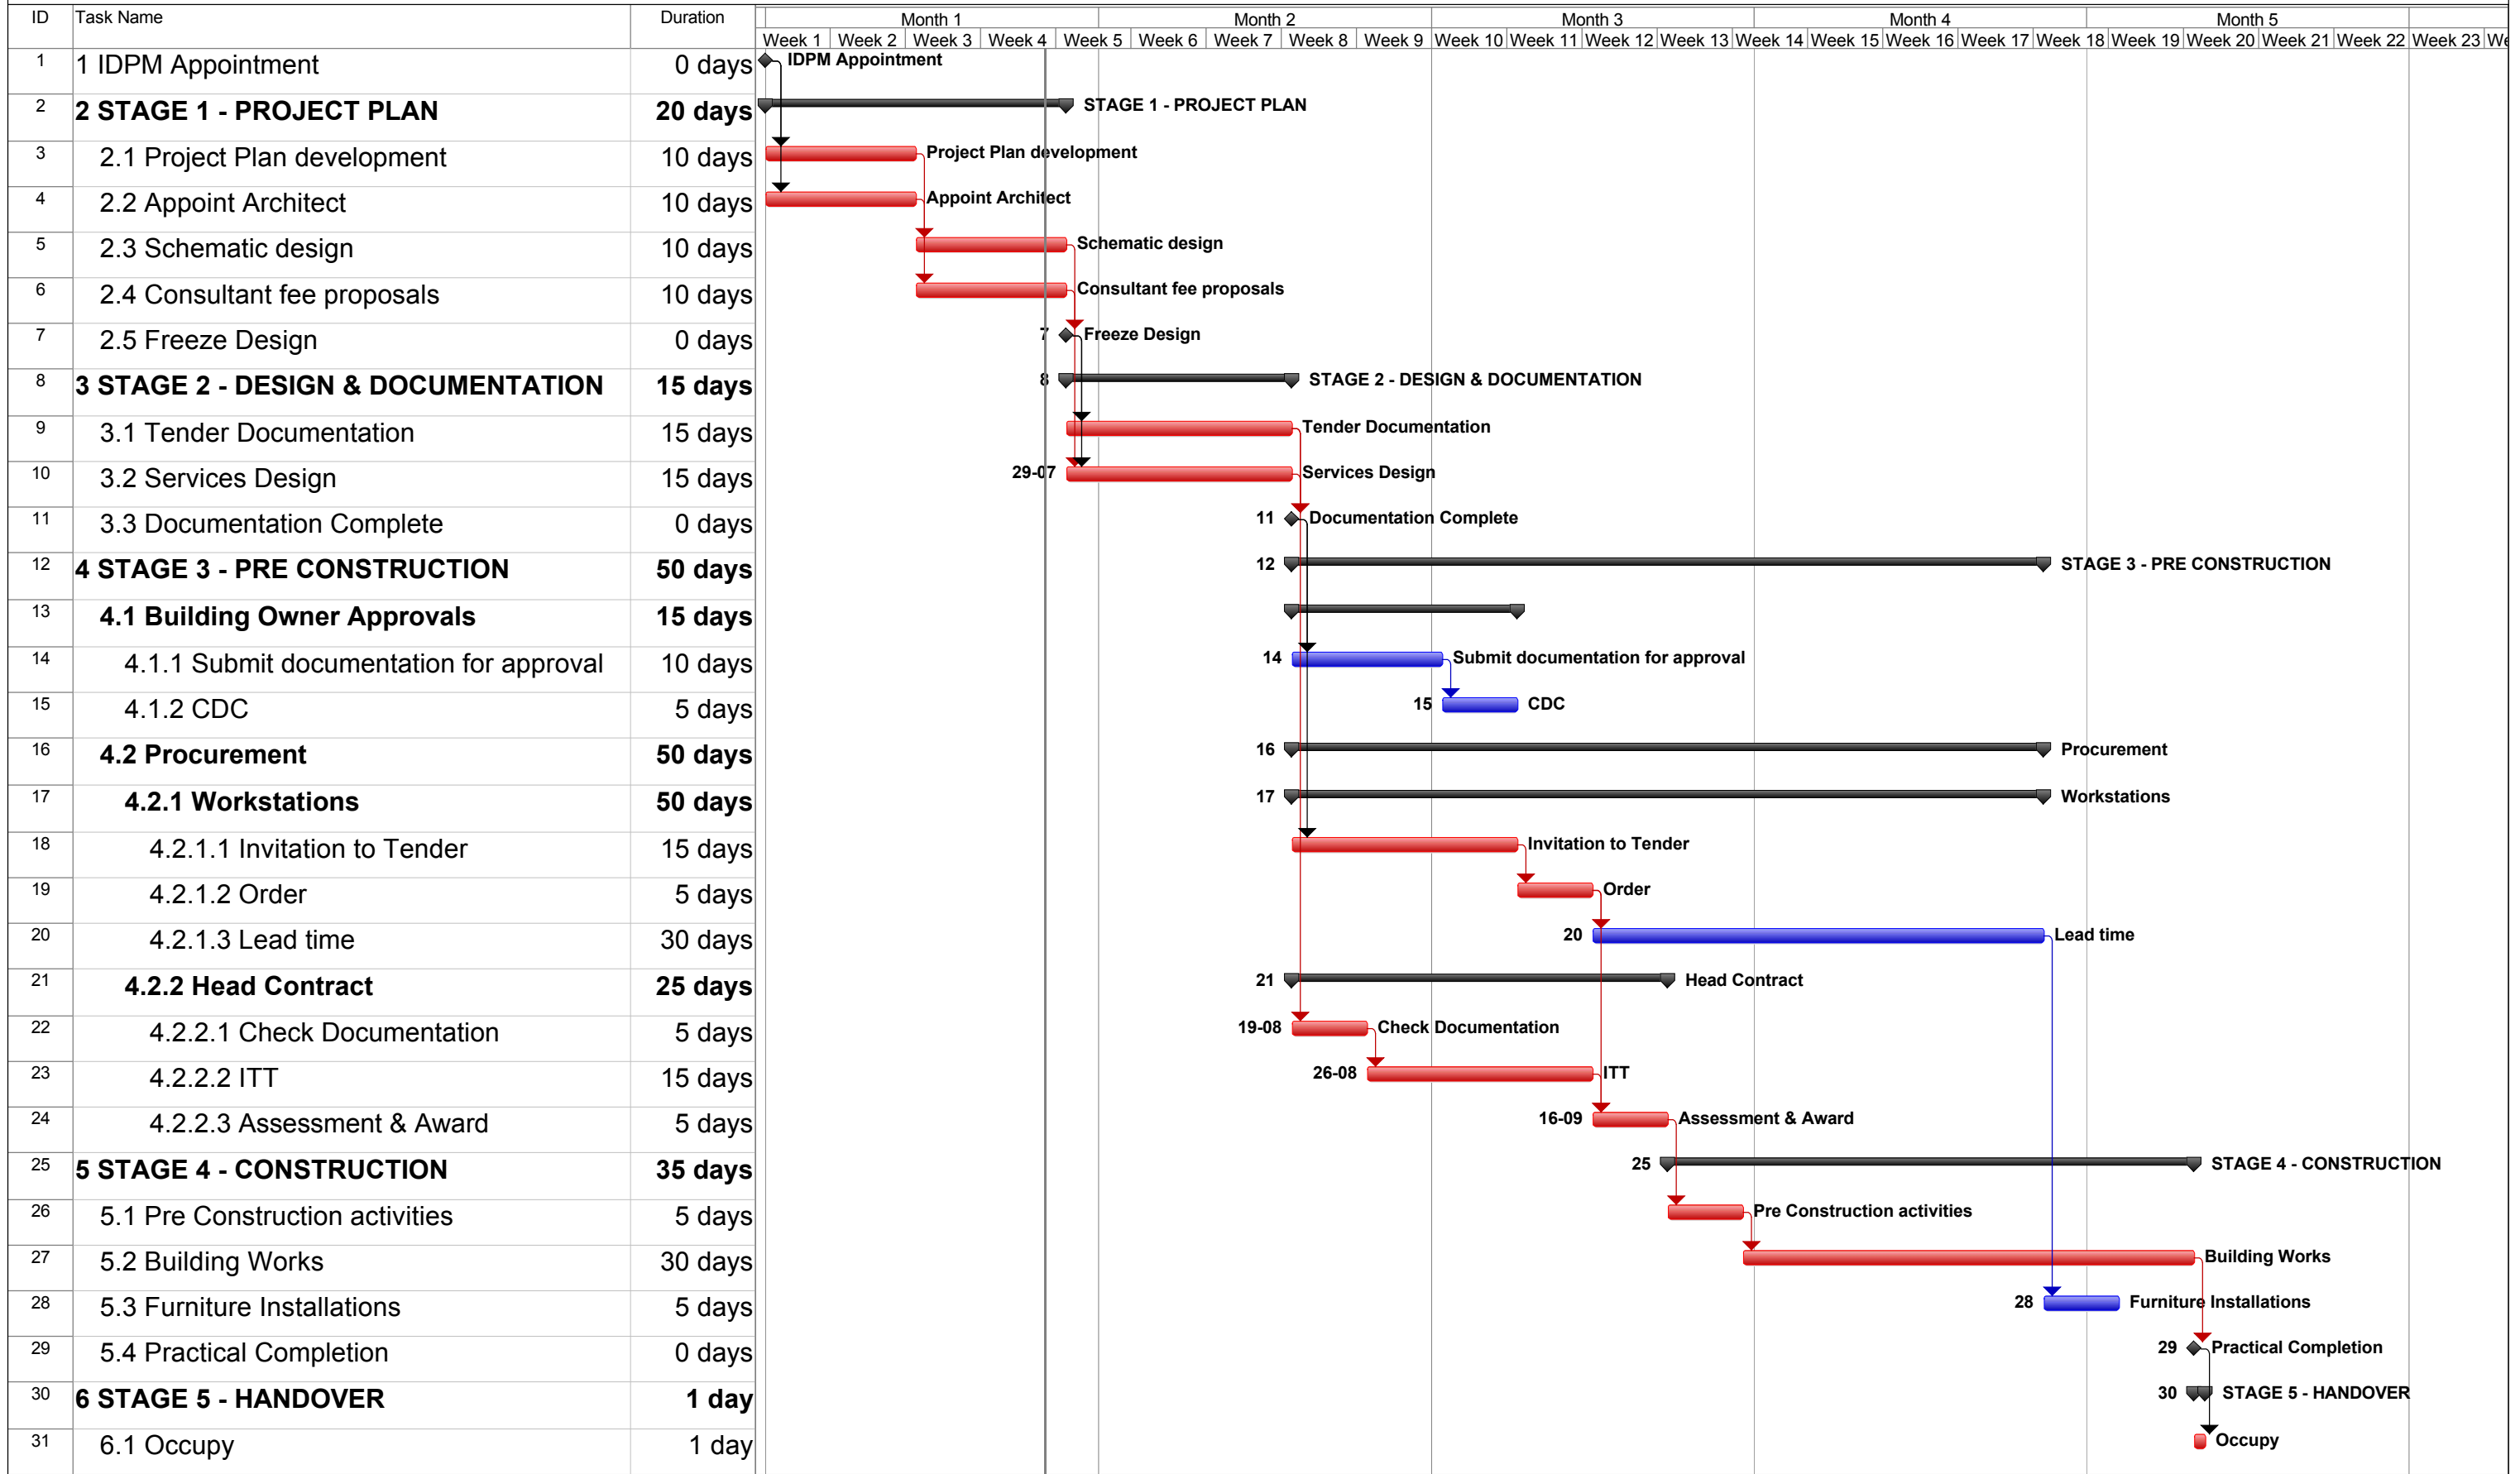 ID Task Name Duration Month 1 Month 2 Month 3 Month 4 Month 5
Week 1 Week 2 Week 3 Week 4 Week 5 Week 6 Week 7 Week 8 Week 9 Week 10 Week 11 Week 12 Week 13 Week 14 Week 15 Week 16 Week 17 Week 18 Week 19 Week 20 Week 21 Week 22 Week 23
1 1 IDPM Appointment 0 days IDPM Appointment
2 2 STAGE 1 - PROJECT PLAN 20 days STAGE 1 - PROJECT PLAN
3 2.1 Project Plan development 10 days Project Plan development
4 2.2 Appoint Architect 10 days Appoint Architect
5 2.3 Schematic design 10 days Schematic design
6 2.4 Consultant fee proposals 10 days Consultant fee proposals
7 2.5 Freeze Design 0 days 7 Freeze Design
8 3 STAGE 2 - DESIGN & DOCUMENTATION 15 days 8 STAGE 2 - DESIGN & DOCUMENTATION
9 3.1 Tender Documentation 15 days Tender Documentation
10 3.2 Services Design 15 days 29-07 Services Design
11 3.3 Documentation Complete 0 days 11 Documentation Complete
12 4 STAGE 3 - PRE CONSTRUCTION 50 days 12 STAGE 3 - PRE CONSTRUCTION
13 4.1 Building Owner Approvals 15 days
14 4.1.1 Submit documentation for approval 10 days 14 Submit documentation for approval
15 4.1.2 CDC 5 days 15 CDC
16 4.2 Procurement 50 days 16 Procurement
17 4.2.1 Workstations 50 days 17 Workstations
18 4.2.1.1 Invitation to Tender 15 days Invitation to Tender
19 4.2.1.2 Order 5 days Order
20 4.2.1.3 Lead time 30 days 20 Lead time
21 4.2.2 Head Contract 25 days 21 Head Contract
22 4.2.2.1 Check Documentation 5 days 19-08 Check Documentation
23 4.2.2.2 ITT 15 days 26-08 ITT
24 4.2.2.3 Assessment & Award 5 days 16-09 Assessment & Award
25 5 STAGE 4 - CONSTRUCTION 35 days 25 STAGE 4 - CONSTRUCTION
26 5.1 Pre Construction activities 5 days Pre Construction activities
27 5.2 Building Works 30 days Building Works
28 5.3 Furniture Installations 5 days 28 Furniture Installations
29 5.4 Practical Completion 0 days 29 Practical Completion
30 6 STAGE 5 - HANDOVER 1 day 30 STAGE 5 - HANDOVER
31 6.1 Occupy 1 day Occupy